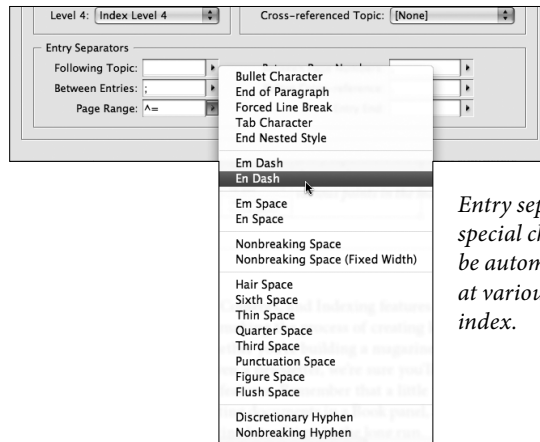 Level 4: Index Level 4 Cross-referenced Topic: [None]
Entry Separators
Following Topic:
Between Entries: ;
Page Range: ^=
Bullet Character
End of Paragraph
Forced Line Break
Tab Character
End Nested Style
Em Dash
En Dash
Em Space
En Space
Nonbreaking Space
Nonbreaking Space (Fixed Width)
Hair Space
Sixth Space
Thin Space
Quarter Space
Third Space
Punctuation Space
Figure Space
Flush Space
Discretionary Hyphen
Nonbreaking Hyphen
Entry sep
special ch
be autom
at variou
index.